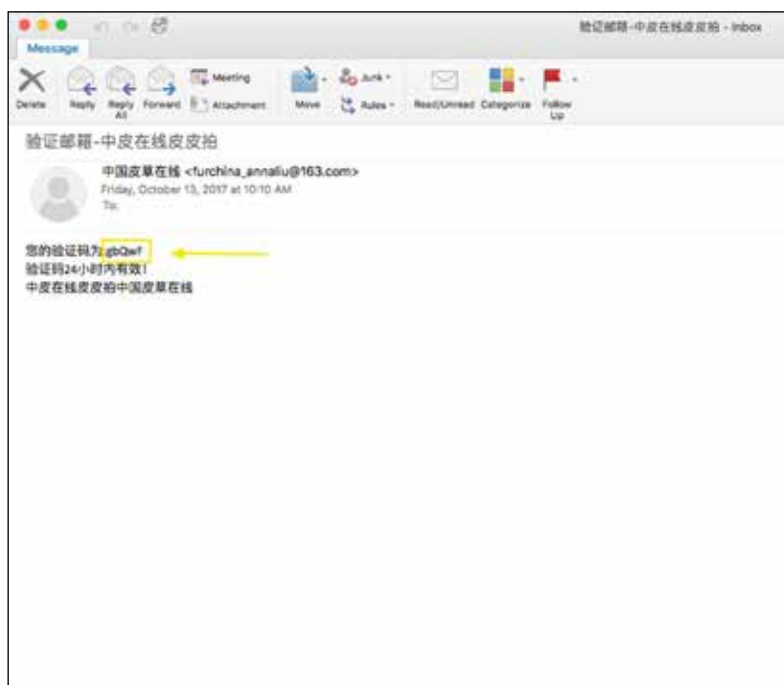 验证邮箱-中皮在线皮皮拍 - Inbox
Message
Delete
Reply
Reply All
Forward
Meeting
Attachment
Move
Junk
Rules
Read/Unread
Categorize
Follow Up
验证邮箱-中皮在线皮皮拍
中国皮草在线 <furchina_annaliu@163.com>
Friday, October 13, 2017 at 10:10 AM
To:
您的验证码为:gbQwf
验证码24小时内有效!
中皮在线皮皮拍中国皮草在线